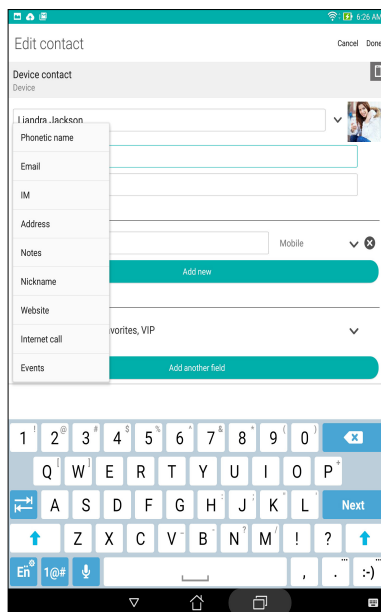 6:26 AM
Edit contact
Cancel Done
Device contact
Device
Liandra Jackson
Phonetic name
Email
IM
Address
Notes
Mobile
Add new
Nickname
Website
Internet call
vorites, VIP
Events
Add another field
1 ! 2 @ 3 # 4 $ 5 % 6 ^ 7 & 8 * 9 ( 0 )
Q [ W ] E R T Y U I O P +
A S D F G H : J ; K " L ' Next
Z X C V - B _ N ? M / ! ?
En 1@# , . ... :-)